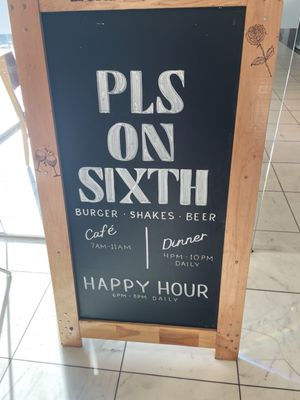 PLS
ON
SIXTH
BURGER · SHAKES · BEER
Café
7AM-11AM
Dinner
4PM-10PM
DAILY
HAPPY HOUR
6PM - 8PM DAILY